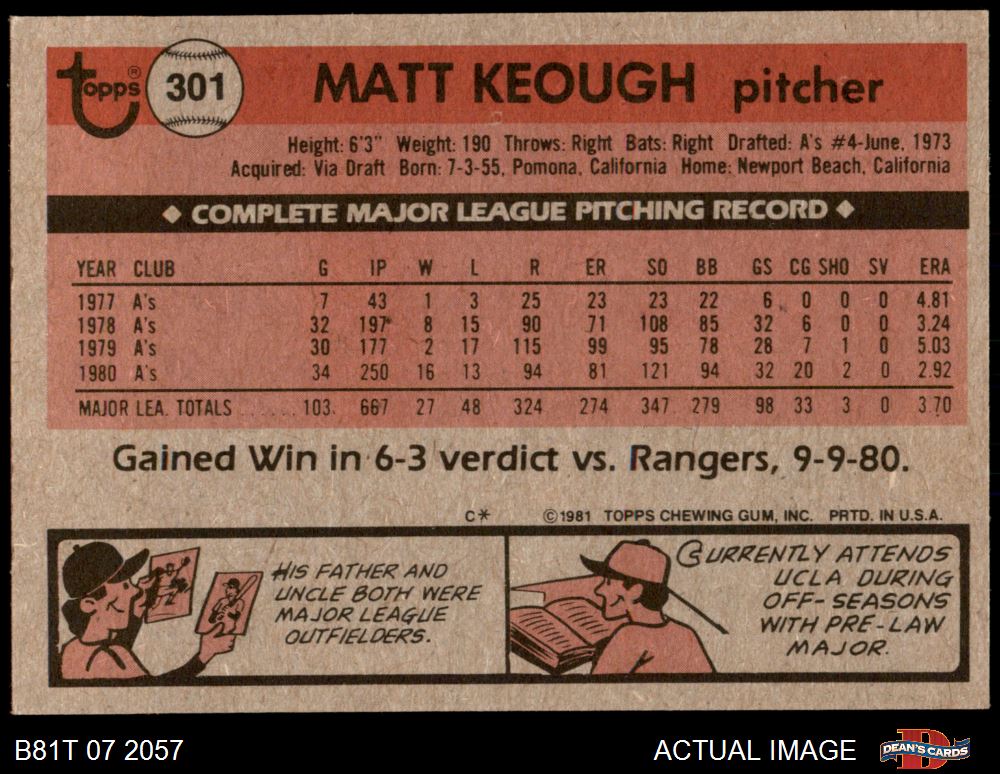 topps® 301 MATT KEOUGH pitcher
Height: 6'3" Weight: 190 Throws: Right Bats: Right Drafted: A's #4-June, 1973
Acquired: Via Draft Born: 7-3-55, Pomona, California Home: Newport Beach, California
◆ COMPLETE MAJOR LEAGUE PITCHING RECORD ◆
YEAR CLUB G IP W L R ER SO BB GS CG SHO SV ERA
1977 A's 7 43 1 3 25 23 23 22 6 0 0 0 4.81
1978 A's 32 197* 8 15 90 71 108 85 32 6 0 0 3.24
1979 A's 30 177 2 17 115 99 95 78 28 7 1 0 5.03
1980 A's 34 250 16 13 94 81 121 94 32 20 2 0 2.92
MAJOR LEA. TOTALS ...... 103 667 27 48 324 274 347 279 98 33 3 0 3.70
Gained Win in 6-3 verdict vs. Rangers, 9-9-80.
C* ©1981 TOPPS CHEWING GUM, INC. PRTD. IN U.S.A.
HIS FATHER AND
UNCLE BOTH WERE
MAJOR LEAGUE
OUTFIELDERS.
CURRENTLY ATTENDS
UCLA DURING
OFF-SEASONS
WITH PRE-LAW
MAJOR.
B81T 07 2057 ACTUAL IMAGE DEAN'S CARDS